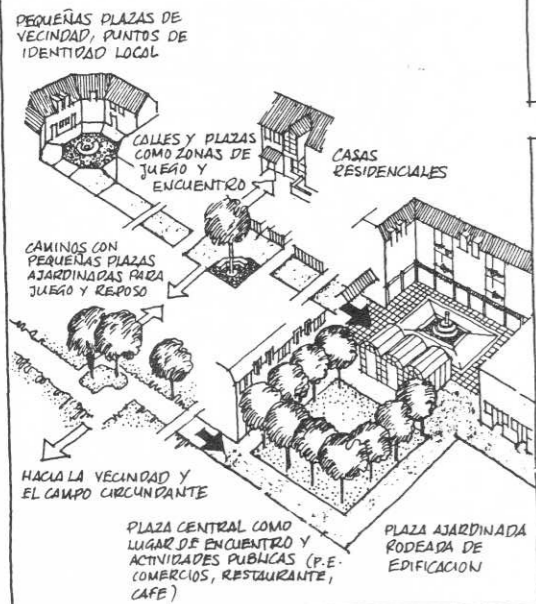 PEQUEÑAS PLAZAS DE
VECINDAD, PUNTOS DE
IDENTIDAD LOCAL
CALLES Y PLAZAS
COMO ZONAS DE
JUEGO Y
ENCUENTRO
CASAS
RESIDENCIALES
CAMINOS CON
PEQUEÑAS PLAZAS
AJARDINADAS PARA
JUEGO Y REPOSO
HACIA LA VECINDAD Y
EL CAMPO CIRCUNDANTE
PLAZA CENTRAL COMO
LUGAR DE ENCUENTRO Y
ACTIVIDADES PUBLICAS (P.E.
COMERCIOS, RESTAURANTE,
CAFE)
PLAZA AJARDINADA
RODEADA DE
EDIFICACION